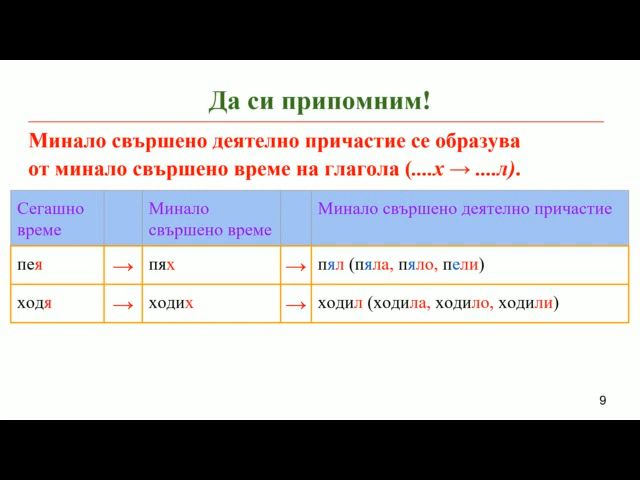 Да си припомним!
Минало свършено деятелно причастие се образува
от минало свършено време на глагола (....х → ....л).
Сегашно време Минало свършено време Минало свършено деятелно причастие
пея → пях → пял (пяла, пяло, пели)
ходя → ходих → ходил (ходила, ходило, ходили)
9